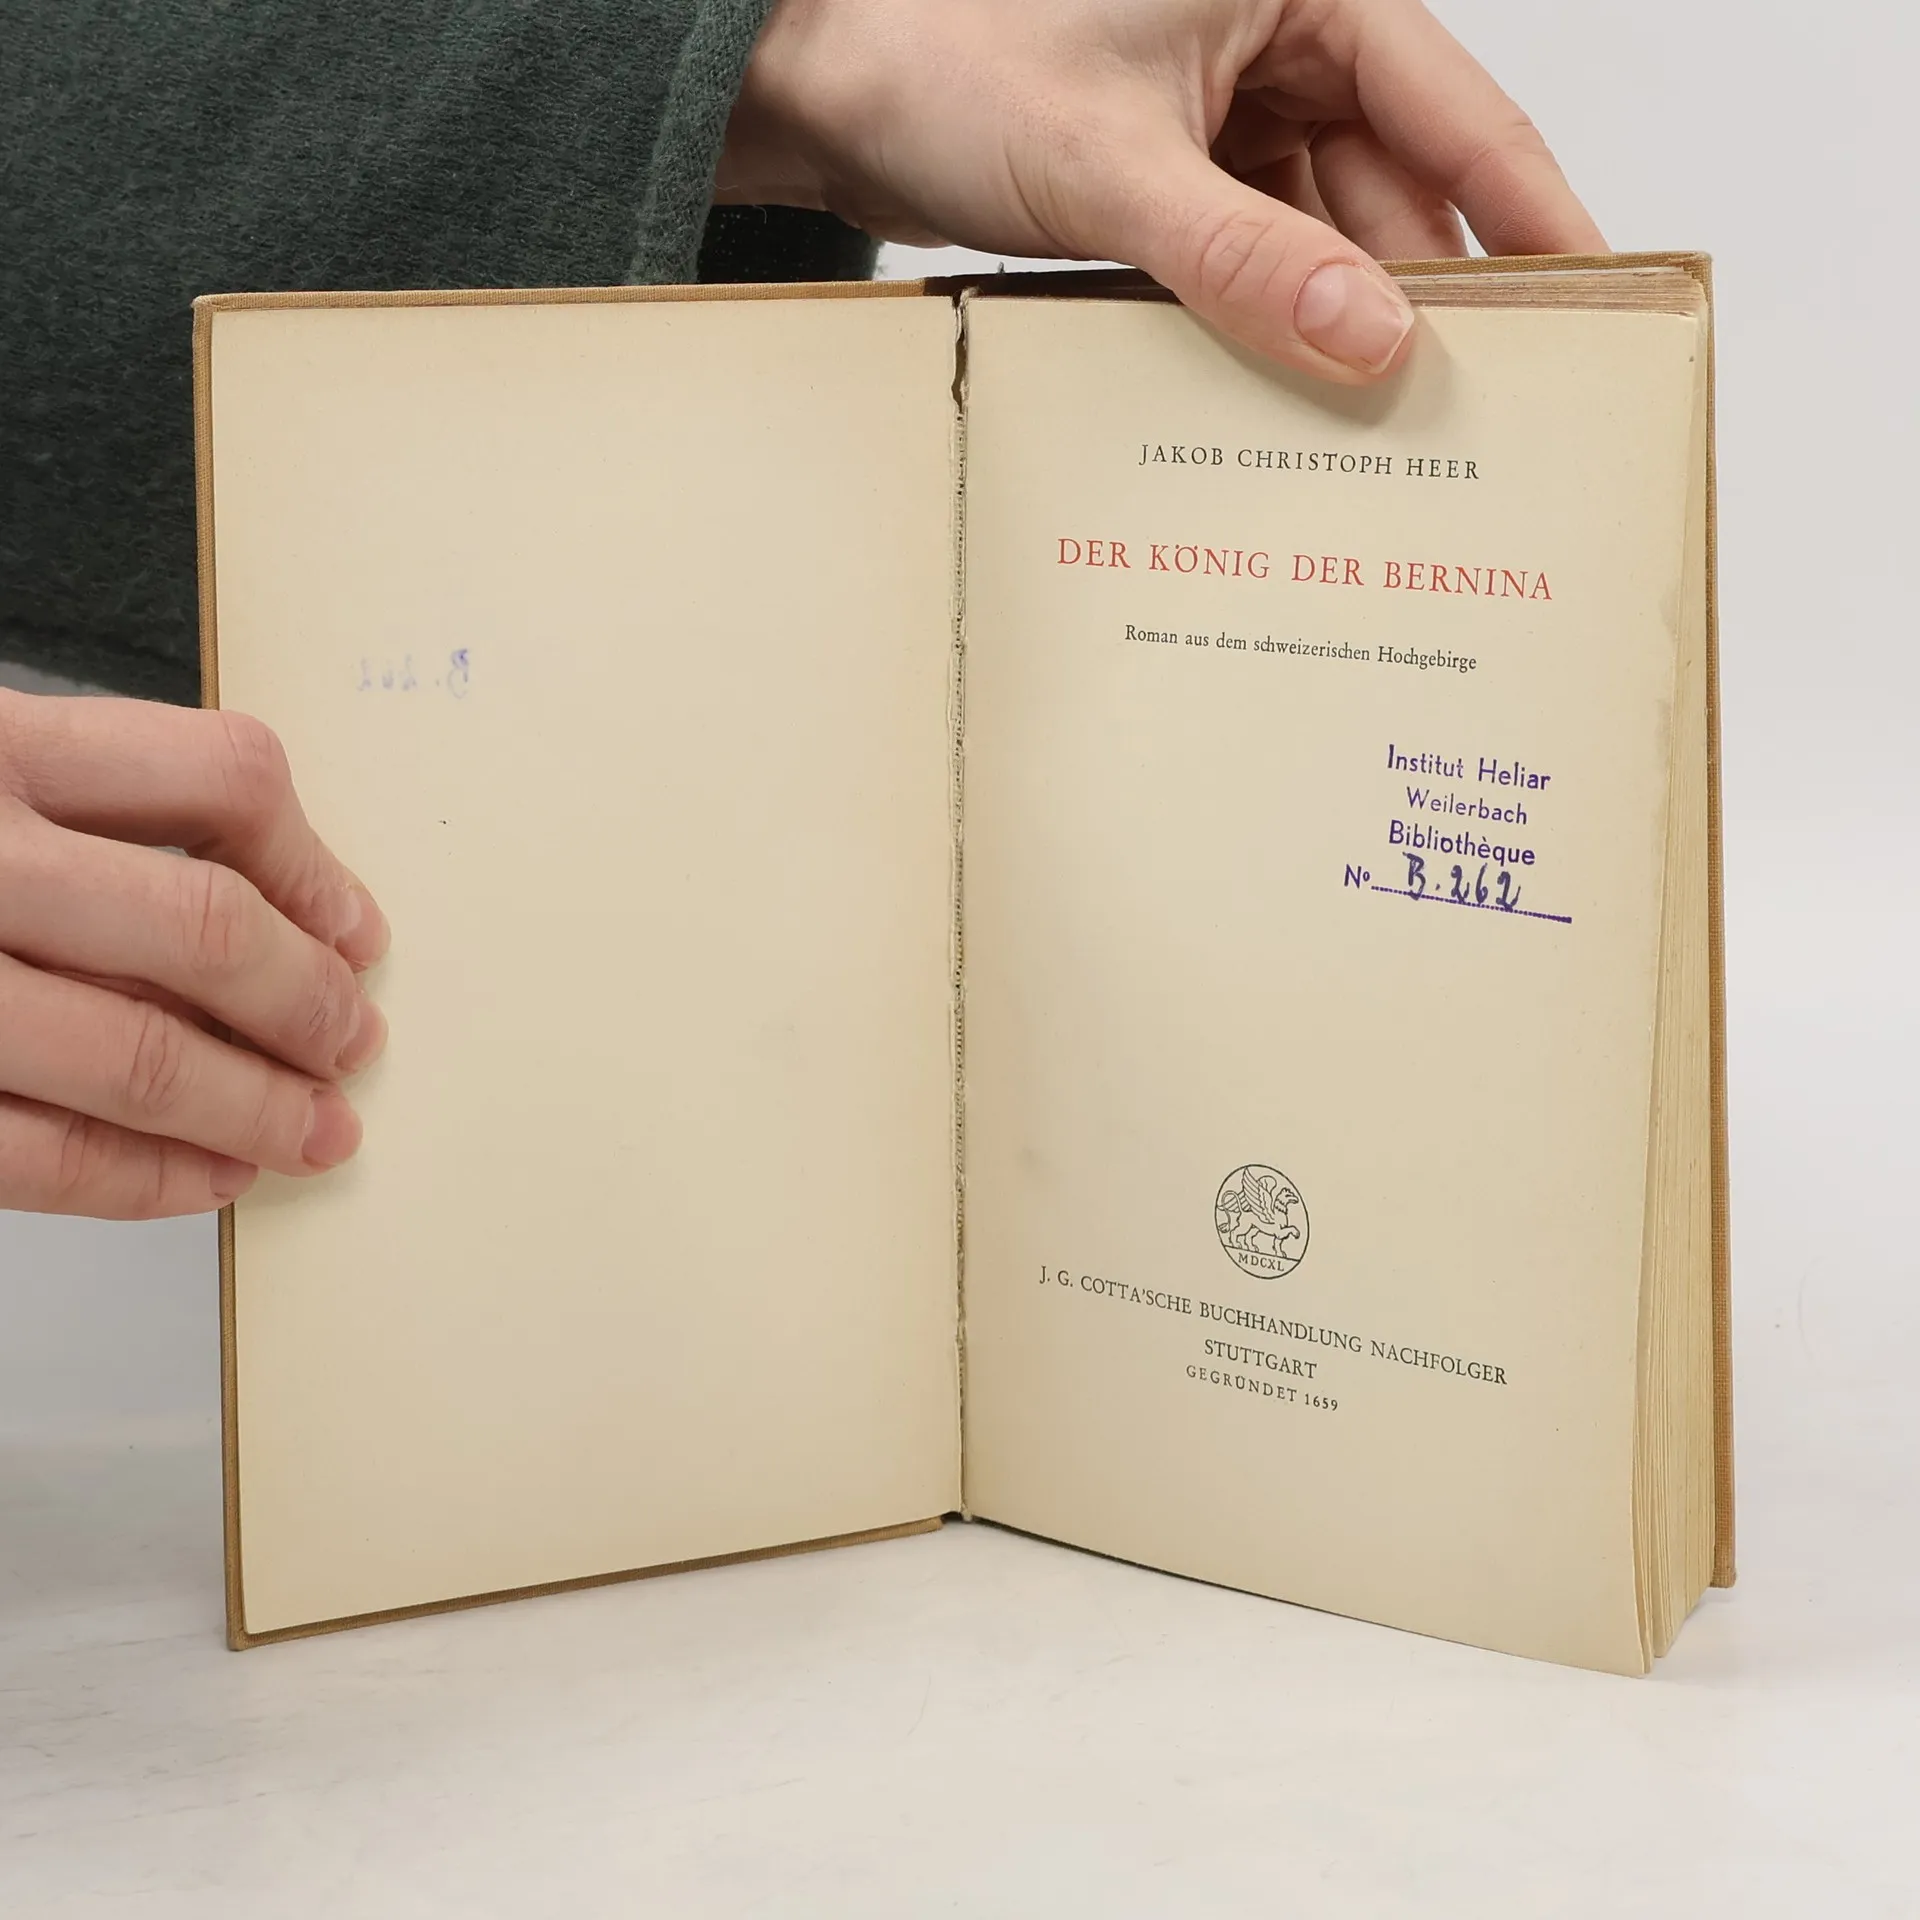 JAKOB CHRISTOPH HEER
DER KÖNIG DER BERNINA
Roman aus dem schweizerischen Hochgebirge
Institut Heliar
Weilerbach
Bibliothèque
Nº B. 262
MDCXL
J. G. COTTA'SCHE BUCHHANDLUNG NACHFOLGER
STUTTGART
GEGRÜNDET 1659
B. 262